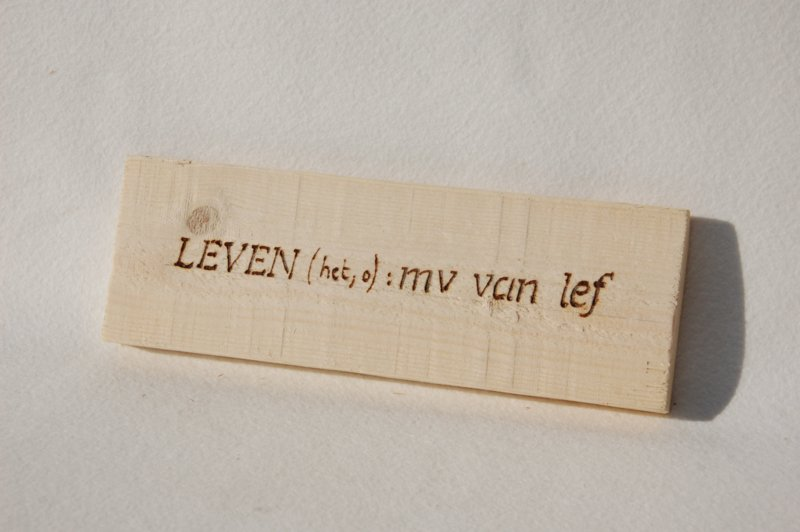 LEVEN (het, o): mv van lef